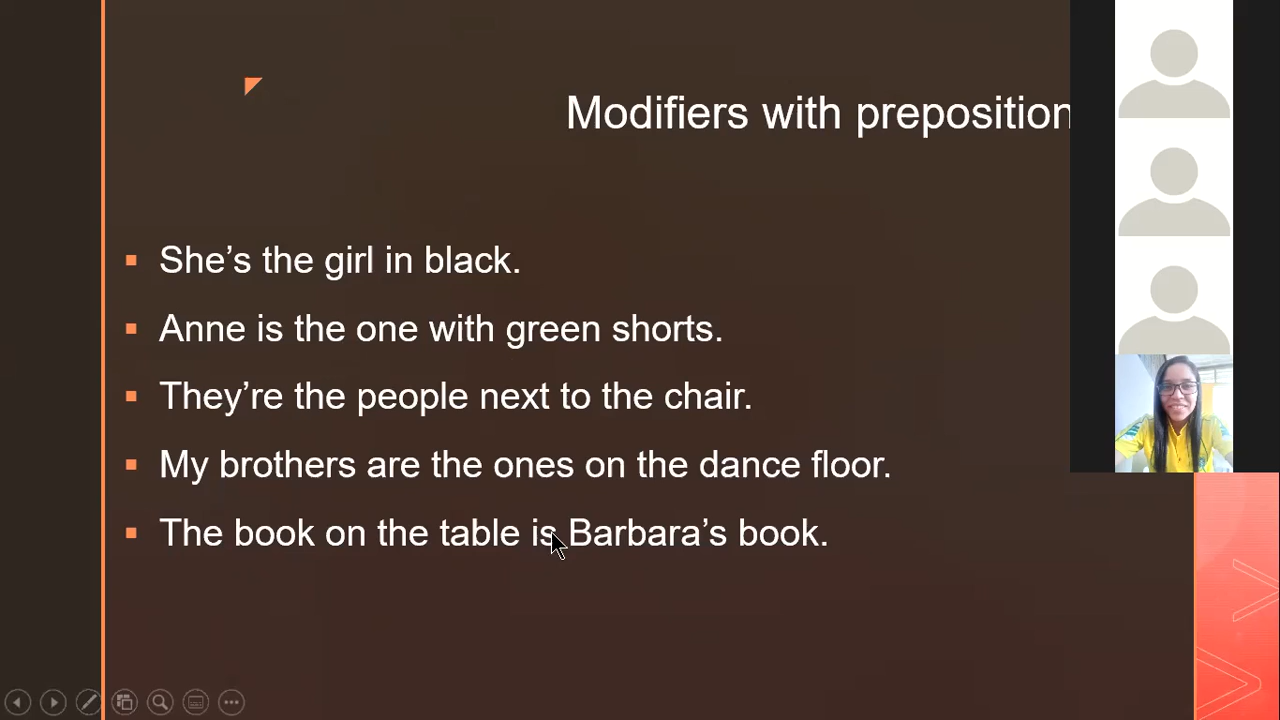 Modifiers with preposition
She’s the girl in black.
Anne is the one with green shorts.
They’re the people next to the chair.
My brothers are the ones on the dance floor.
The book on the table is Barbara’s book.